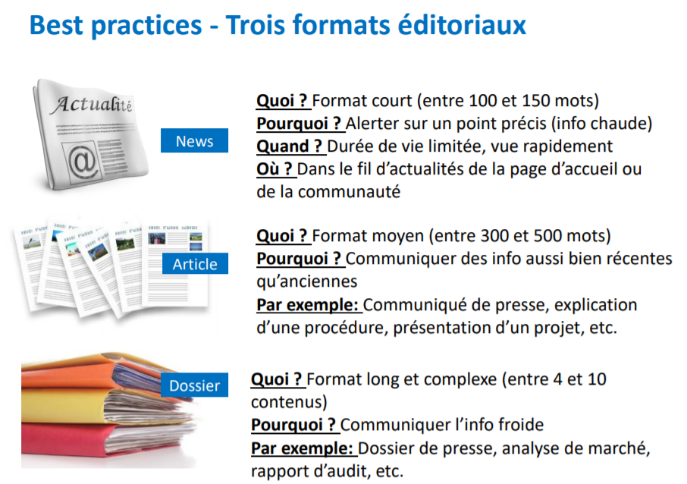 Best practices - Trois formats éditoriaux
Actualité
@
News
Quoi ? Format court (entre 100 et 150 mots)
Pourquoi ? Alerter sur un point précis (info chaude)
Quand ? Durée de vie limitée, vue rapidement
Où ? Dans le fil d'actualités de la page d'accueil ou
de la communauté
Article
Quoi ? Format moyen (entre 300 et 500 mots)
Pourquoi ? Communiquer des info aussi bien récentes
qu'anciennes
Par exemple: Communiqué de presse, explication
d'une procédure, présentation d'un projet, etc.
Dossier
Quoi ? Format long et complexe (entre 4 et 10
contenus)
Pourquoi ? Communiquer l'info froide
Par exemple: Dossier de presse, analyse de marché,
rapport d'audit, etc.